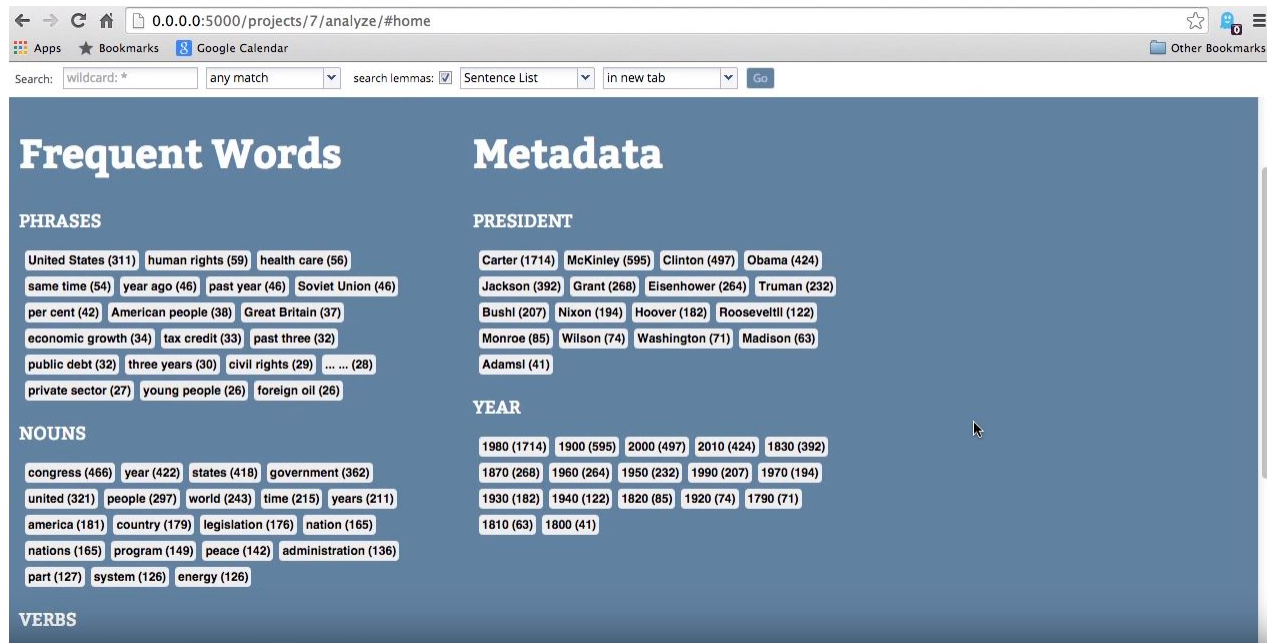 0.0.0.0:5000/projects/7/analyze/#home
0
Apps Bookmarks 8 Google Calendar Other Bookmarks
Search: wildcard: * any match search lemmas: Sentence List in new tab Go
Frequent Words
PHRASES
United States (311) human rights (59) health care (56)
same time (54) year ago (46) past year (46) Soviet Union (46)
per cent (42) American people (38) Great Britain (37)
economic growth (34) tax credit (33) past three (32)
public debt (32) three years (30) civil rights (29) ... ... (28)
private sector (27) young people (26) foreign oil (26)
NOUNS
congress (466) year (422) states (418) government (362)
united (321) people (297) world (243) time (215) years (211)
america (181) country (179) legislation (176) nation (165)
nations (165) program (149) peace (142) administration (136)
part (127) system (126) energy (126)
VERBS
Metadata
PRESIDENT
Carter (1714) McKinley (595) Clinton (497) Obama (424)
Jackson (392) Grant (268) Eisenhower (264) Truman (232)
BushI (207) Nixon (194) Hoover (182) RooseveltII (122)
Monroe (85) Wilson (74) Washington (71) Madison (63)
AdamsI (41)
YEAR
1980 (1714) 1900 (595) 2000 (497) 2010 (424) 1830 (392)
1870 (268) 1960 (264) 1950 (232) 1990 (207) 1970 (194)
1930 (182) 1940 (122) 1820 (85) 1920 (74) 1790 (71)
1810 (63) 1800 (41)